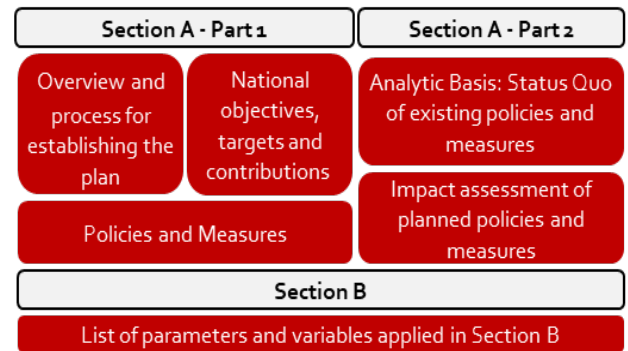 Section A - Part 1
Overview and
process for
establishing the
plan
National
objectives,
targets and
contributions
Policies and Measures
Section A - Part 2
Analytic Basis: Status Quo
of existing policies and
measures
Impact assessment of
planned policies and
measures
Section B
List of parameters and variables applied in Section B